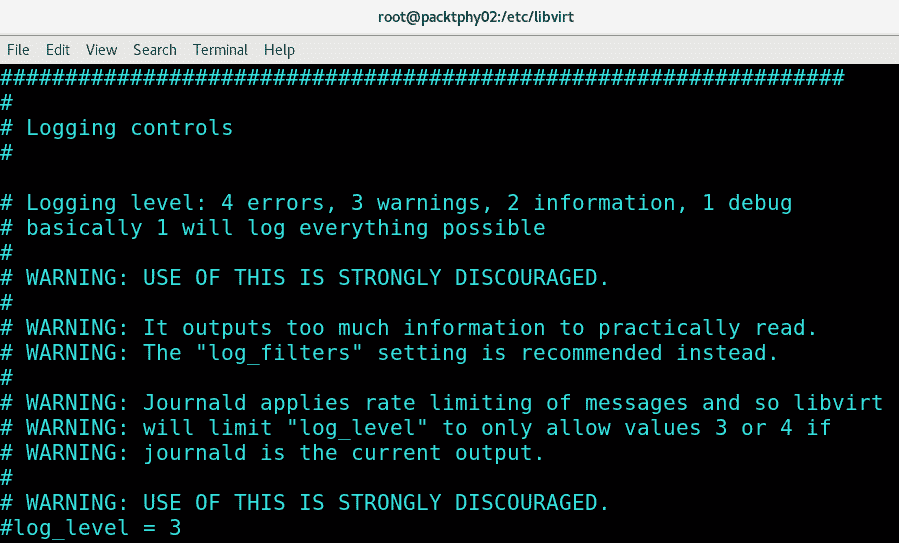 root@packtphy02:/etc/libvirt
File Edit View Search Terminal Help
#################################################################
#
# Logging controls
#
# Logging level: 4 errors, 3 warnings, 2 information, 1 debug
# basically 1 will log everything possible
#
# WARNING: USE OF THIS IS STRONGLY DISCOURAGED.
#
# WARNING: It outputs too much information to practically read.
# WARNING: The "log_filters" setting is recommended instead.
#
# WARNING: Journald applies rate limiting of messages and so libvirt
# WARNING: will limit "log_level" to only allow values 3 or 4 if
# WARNING: journald is the current output.
#
# WARNING: USE OF THIS IS STRONGLY DISCOURAGED.
#log_level = 3